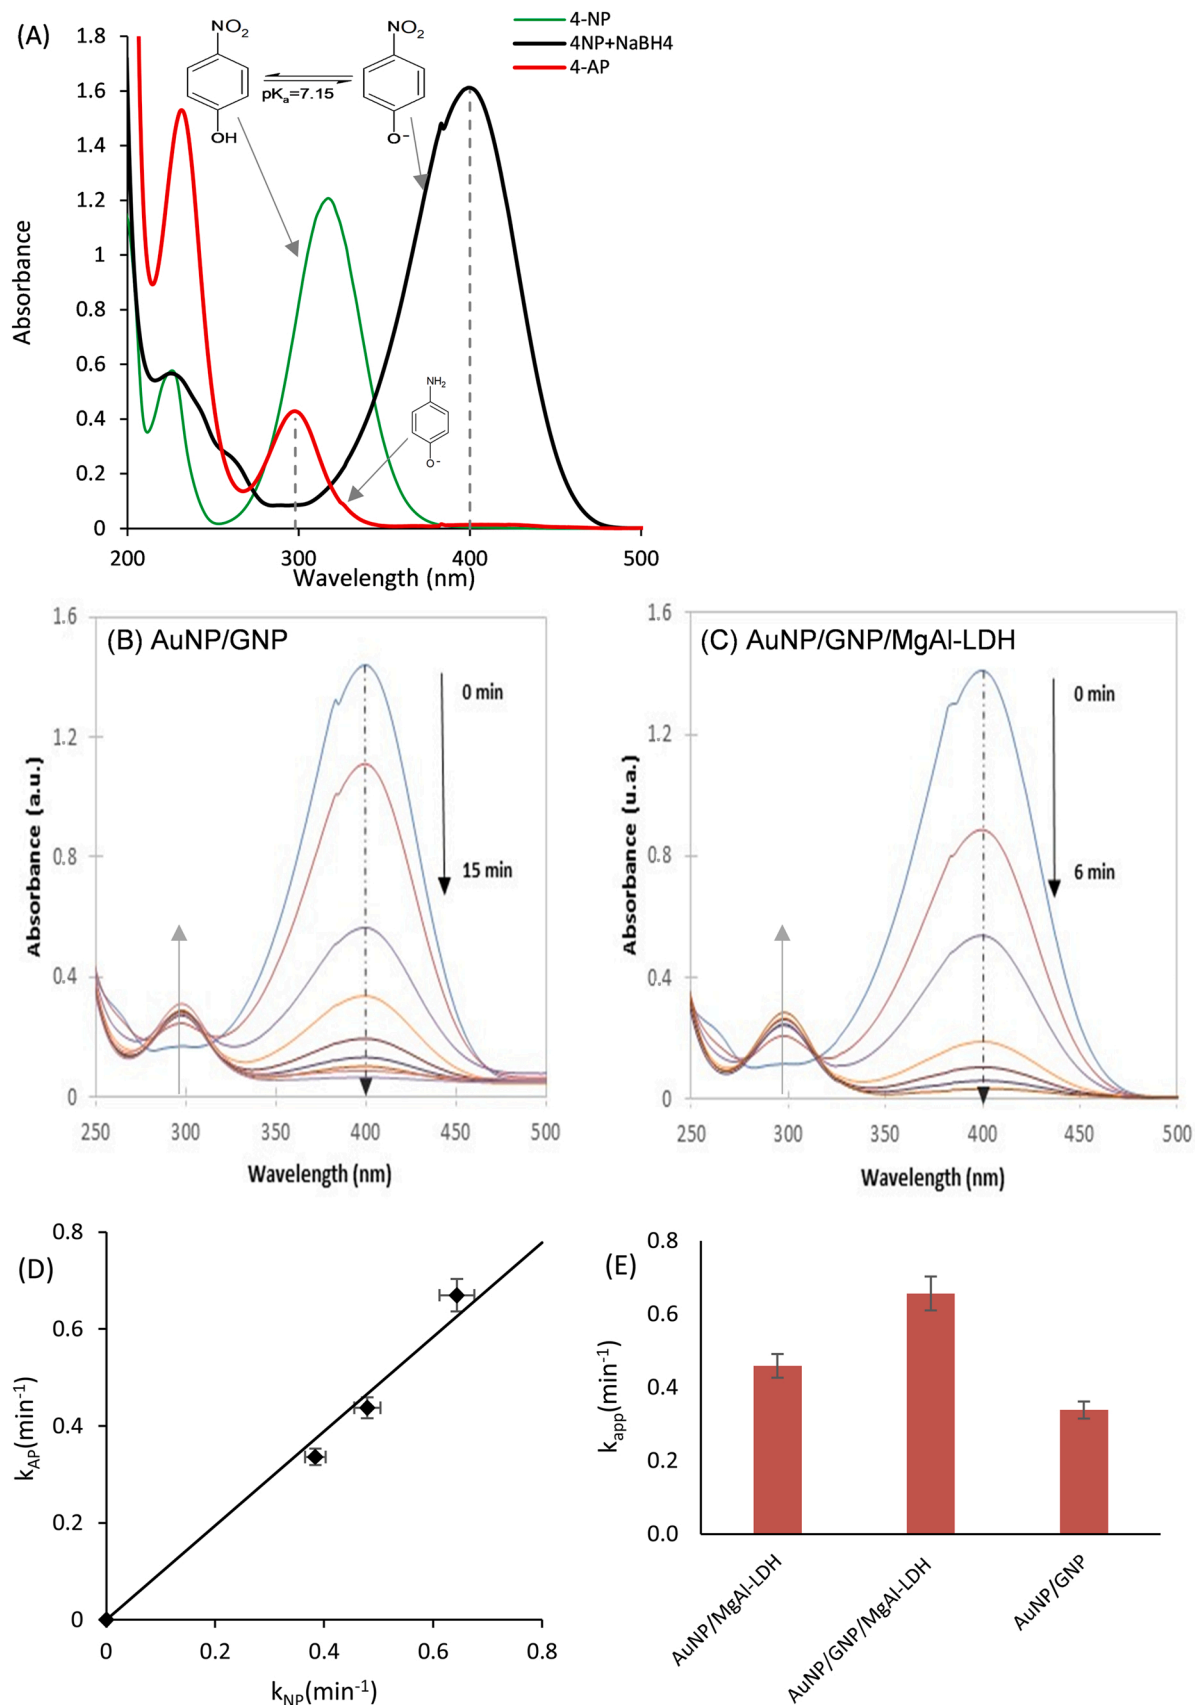 (A)
4-NP
4NP+NaBH4
4-AP
NO₂
NO₂
pKₐ=7.15
OH
O⁻
NH₂
O⁻
Absorbance
1.8
1.6
1.4
1.2
1
0.8
0.6
0.4
0.2
0
200 300 400 500
Wavelength (nm)
(B) AuNP/GNP
0 min
15 min
Absorbance (a.u.)
1.6
1.2
0.8
0.4
0
250 300 350 400 450 500
Wavelength (nm)
(C) AuNP/GNP/MgAl-LDH
0 min
6 min
Absorbance (u.a.)
1.6
1.2
0.8
0.4
0
250 300 350 400 450 500
Wavelength (nm)
(D)
k_AP(min⁻¹)
0.8
0.6
0.4
0.2
0
0 0.2 0.4 0.6 0.8
k_NP(min⁻¹)
(E)
k_app(min⁻¹)
0.8
0.6
0.4
0.2
0.0
AuNP/MgAl-LDH
AuNP/GNP/MgAl-LDH
AuNP/GNP